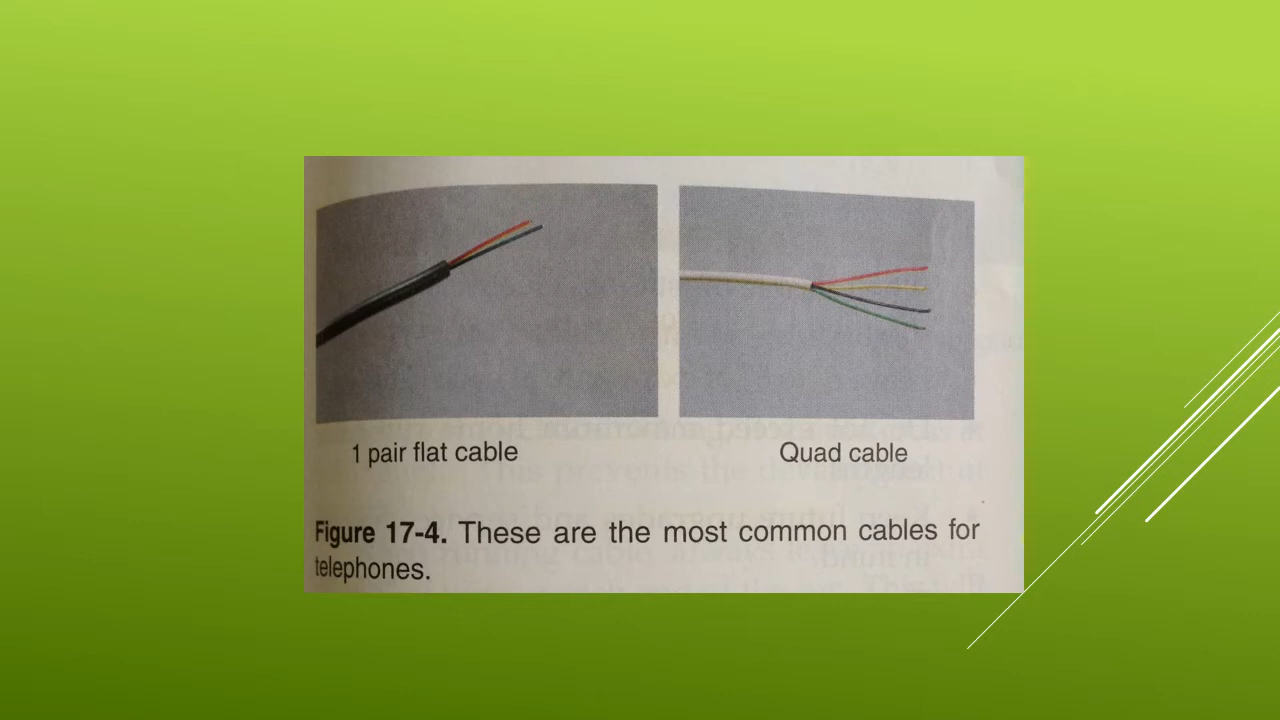 1 pair flat cable
Quad cable
Figure 17-4. These are the most common cables for
telephones.